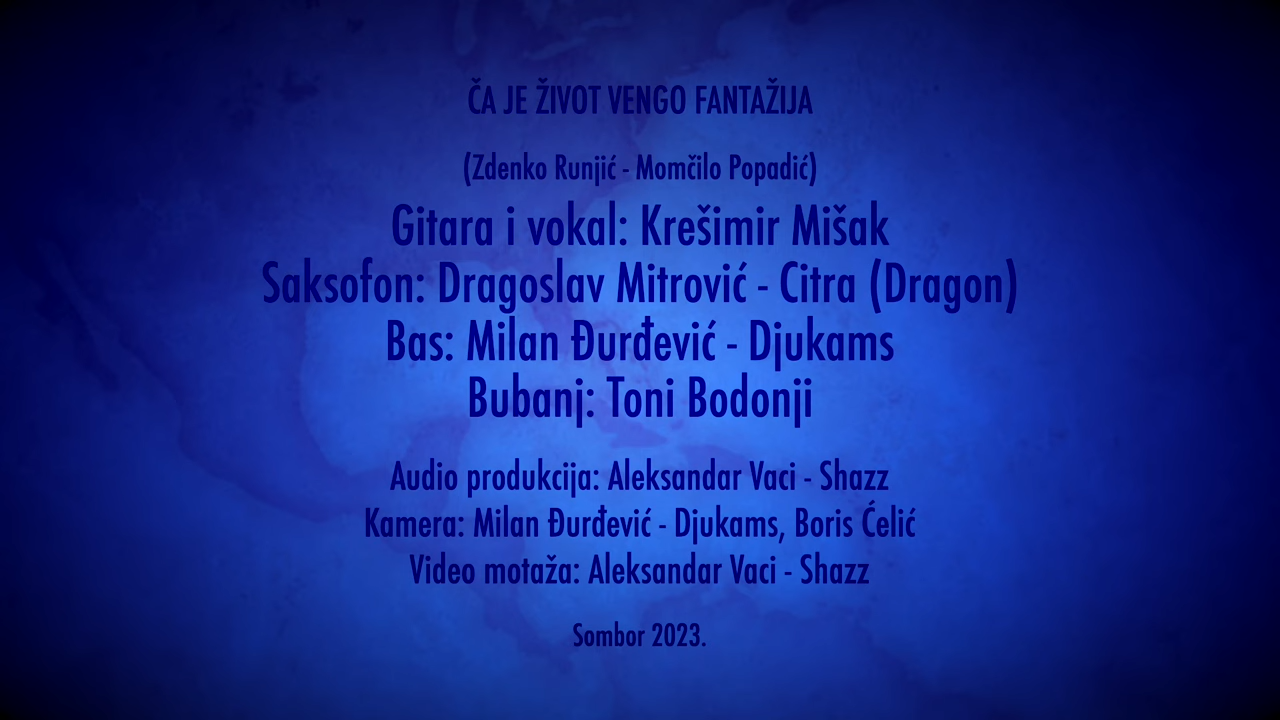 ČA JE ŽIVOT VENGO FANTAŽIJA
(Zdenko Runjić - Momčilo Popadić)
Gitara i vokal: Krešimir Mišak
Saksofon: Dragoslav Mitrović - Citra (Dragon)
Bas: Milan Đurđević - Djukams
Bubanj: Toni Bodonji
Audio produkcija: Aleksandar Vaci - Shazz
Kamera: Milan Đurđević - Djukams, Boris Ćelić
Video motaža: Aleksandar Vaci - Shazz
Sombor 2023.